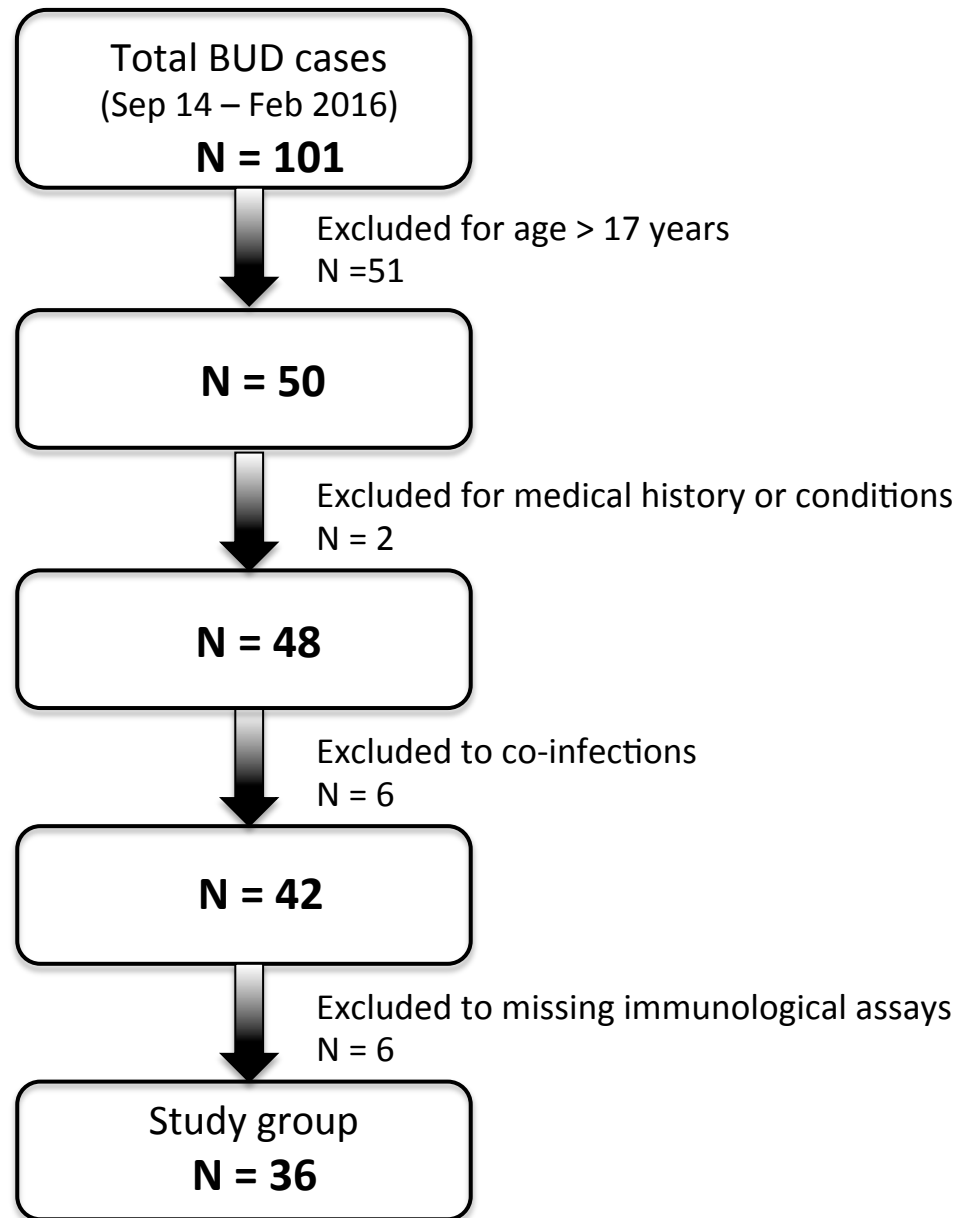 Total BUD cases
(Sep 14 – Feb 2016)
N = 101
Excluded for age > 17 years
N =51
N = 50
Excluded for medical history or conditions
N = 2
N = 48
Excluded to co-infections
N = 6
N = 42
Excluded to missing immunological assays
N = 6
Study group
N = 36